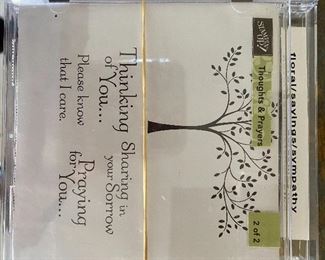 Thinking
of You...
Please know
that I care.
Sharing in
your Sorrow
Praying
for You...
Thoughts & Prayers
2 of 2
floral/sayings/sympathy